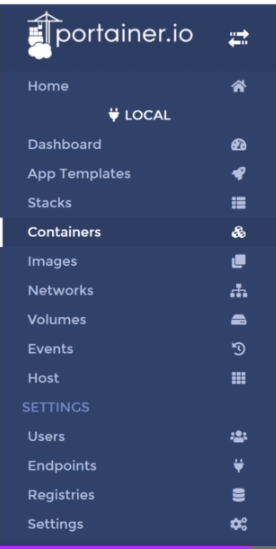 portainer.io
Home
LOCAL
Dashboard
App Templates
Stacks
Containers
Images
Networks
Volumes
Events
Host
SETTINGS
Users
Endpoints
Registries
Settings